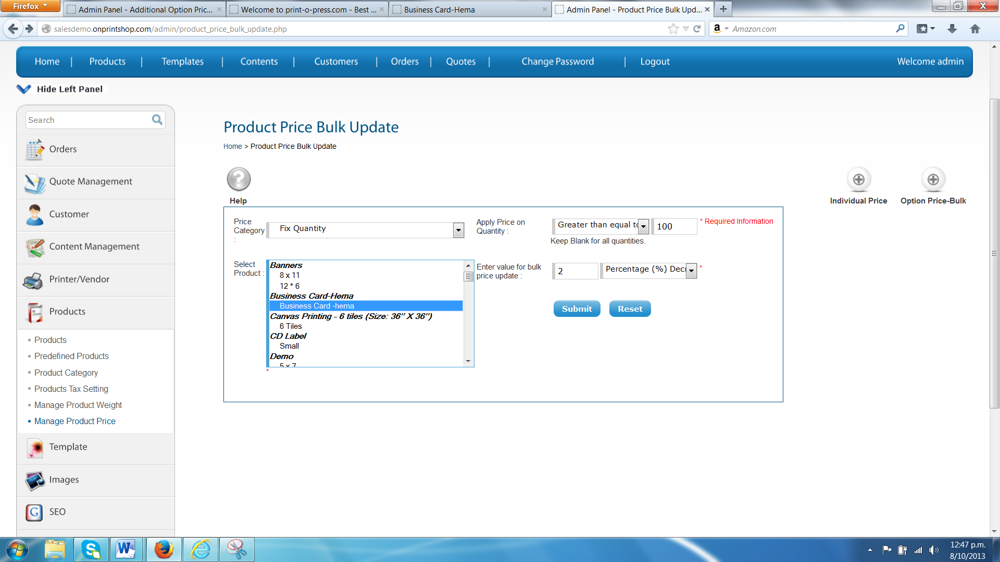 Firefox
Admin Panel - Additional Option Pric...
Welcome to print-o-press.com - Best ...
Business Card-Hema
Admin Panel - Product Price Bulk Upd...
salesdemo.onprintshop.com/admin/product_price_bulk_update.php
Amazon.com
Home | Products | Templates | Contents | Customers | Orders | Quotes | Change Password | Logout
Welcome admin
Hide Left Panel
Search
Orders
Quote Management
Customer
Content Management
Printer/Vendor
Products
Products
Predefined Products
Product Category
Products Tax Setting
Manage Product Weight
Manage Product Price
Template
Images
SEO
Product Price Bulk Update
Home > Product Price Bulk Update
Help
Individual Price
Option Price-Bulk
Price
Category
:
Fix Quantity
Apply Price on
Quantity :
Greater than equal to
100
* Required Information
Keep Blank for all quantities.
Select
Product :
Banners
8 x 11
12 * 6
Business Card-Hema
Business Card -hema
Canvas Printing - 6 tiles (Size: 36” X 36”)
6 Tiles
CD Label
Small
Demo
5 x 7
*
Enter value for bulk
price update :
2
Percentage (%) Decr
*
Submit
Reset
12:47 p.m.
8/10/2013